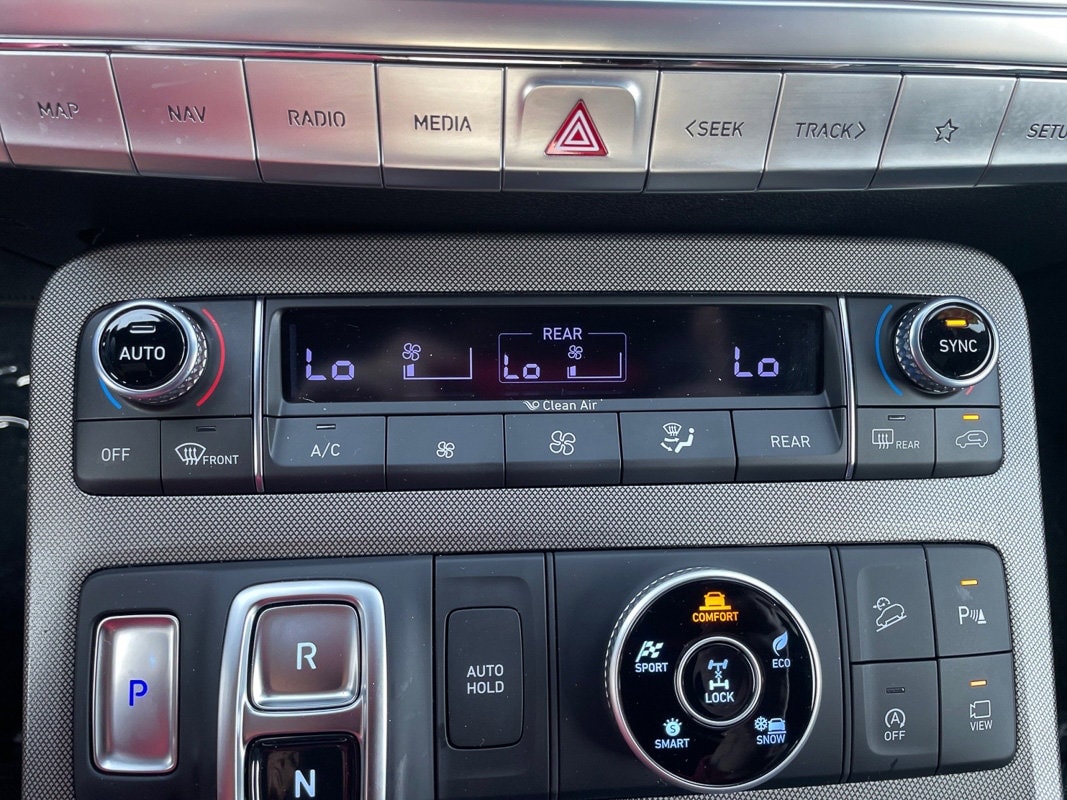 MAP
NAV
RADIO
MEDIA
<SEEK
TRACK>
SETU
REAR
Lo
Lo
Lo
AUTO
SYNC
Clean Air
OFF
FRONT
A/C
REAR
REAR
P
R
N
AUTO
HOLD
COMFORT
SPORT
ECO
LOCK
SMART
S
SNOW
P
A
OFF
VIEW